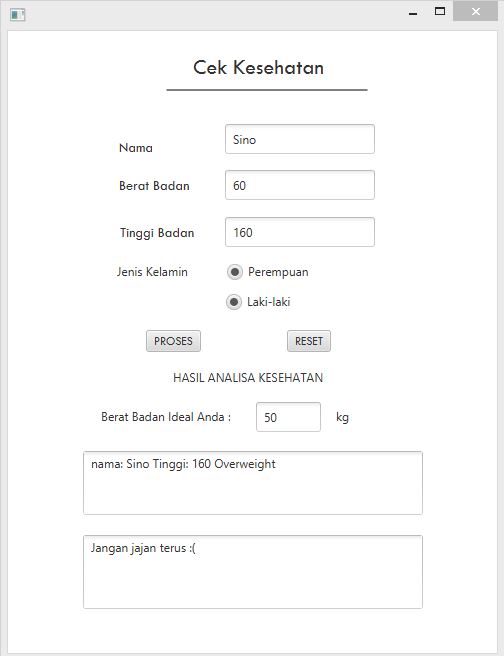 Cek Kesehatan
Nama
Sino
Berat Badan
60
Tinggi Badan
160
Jenis Kelamin
Perempuan
Laki-laki
PROSES
RESET
HASIL ANALISA KESEHATAN
Berat Badan Ideal Anda :
50
kg
nama: Sino Tinggi: 160 Overweight
Jangan jajan terus :(